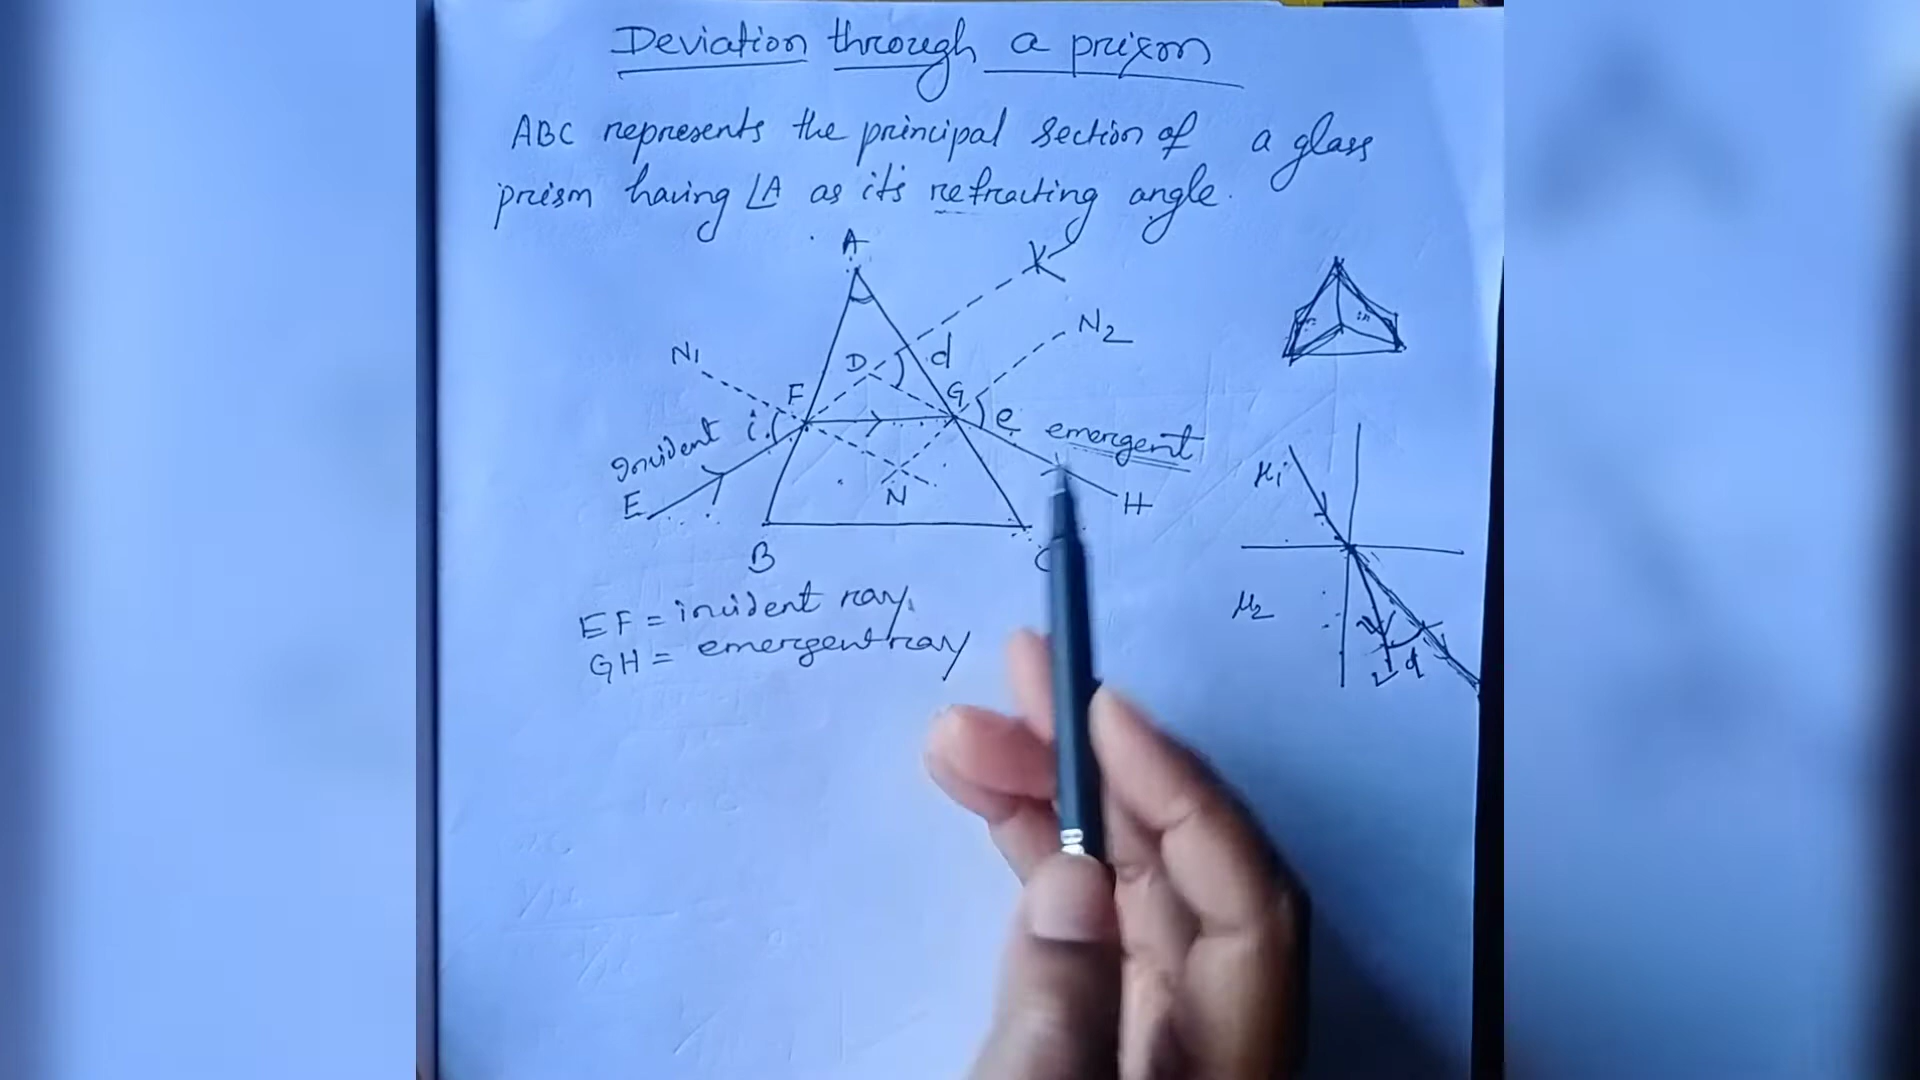 Deviation through a prism
ABC represents the principal section of a glass
prism having ∠A as its refracting angle.
A
K
N1
N2
D
d
F
G
i
e
Incident
emergent
E
N
H
B
C
μ1
μ2
d
EF = incident ray
GH = emergent ray